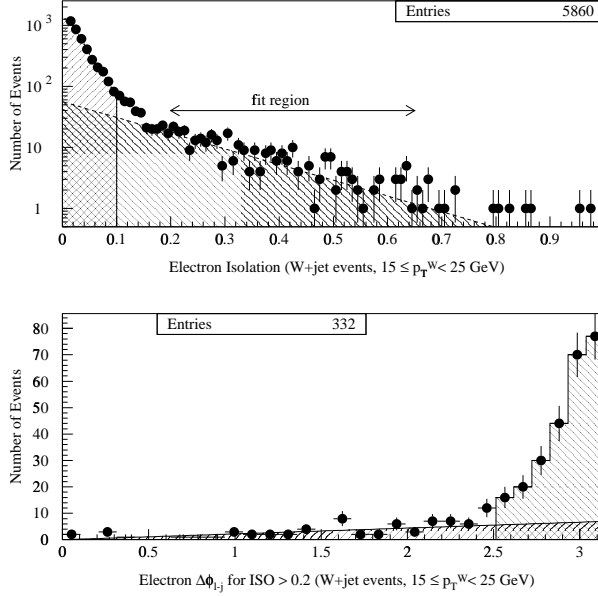 Entries 5860
Number of Events
10³
10²
10
1
fit region
0 0.1 0.2 0.3 0.4 0.5 0.6 0.7 0.8 0.9
Electron Isolation (W+jet events, 15 ≤ p_T^W < 25 GeV)
Entries 332
Number of Events
80
70
60
50
40
30
20
10
0
0 0.5 1 1.5 2 2.5 3
Electron Δϕ_l-j for ISO > 0.2 (W+jet events, 15 ≤ p_T^W < 25 GeV)